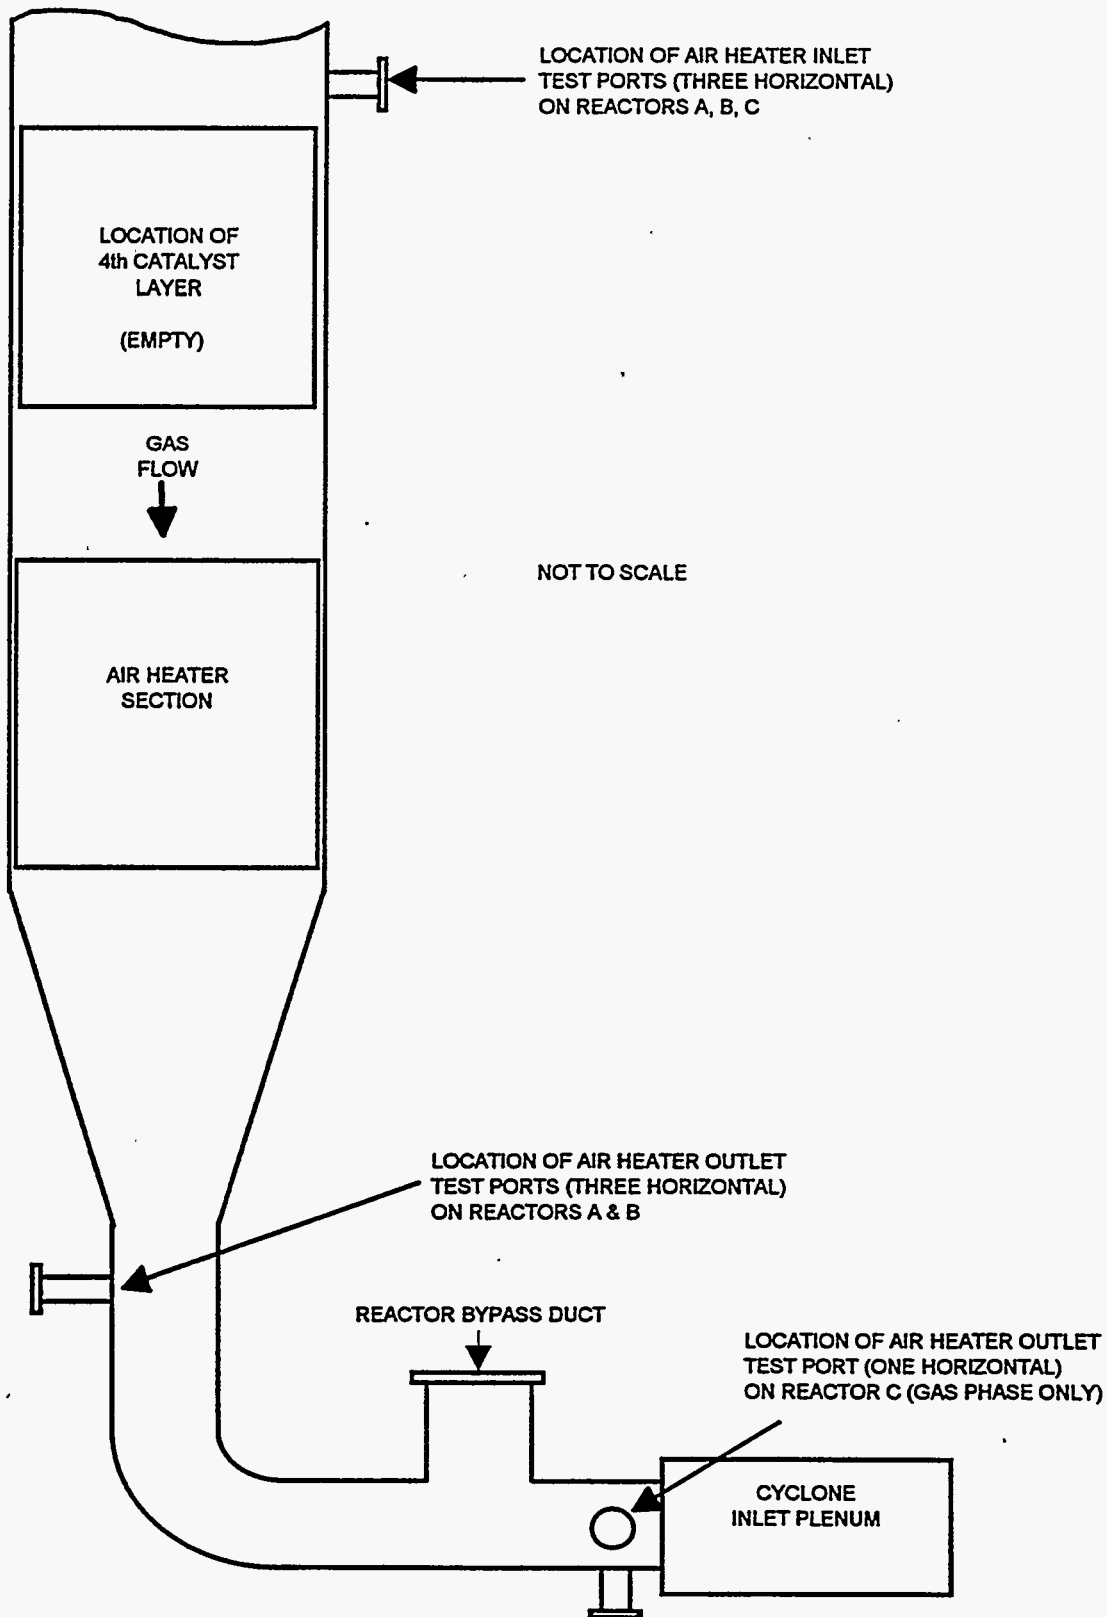 LOCATION OF AIR HEATER INLET
TEST PORTS (THREE HORIZONTAL)
ON REACTORS A, B, C
LOCATION OF
4th CATALYST
LAYER
(EMPTY)
GAS
FLOW
NOT TO SCALE
AIR HEATER
SECTION
LOCATION OF AIR HEATER OUTLET
TEST PORTS (THREE HORIZONTAL)
ON REACTORS A & B
REACTOR BYPASS DUCT
LOCATION OF AIR HEATER OUTLET
TEST PORT (ONE HORIZONTAL)
ON REACTOR C (GAS PHASE ONLY)
CYCLONE
INLET PLENUM